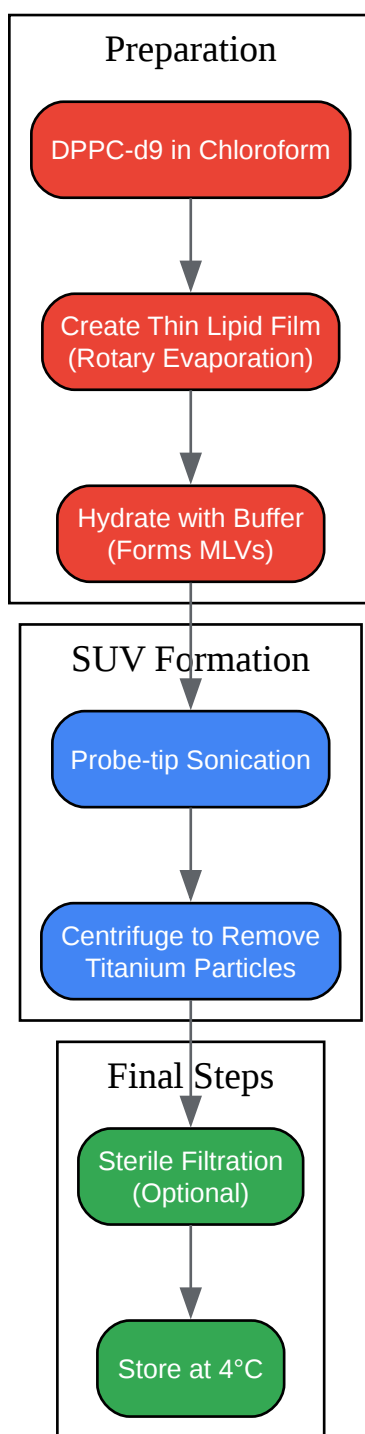 Preparation
DPPC-d9 in Chloroform
Create Thin Lipid Film
(Rotary Evaporation)
Hydrate with Buffer
(Forms MLVs)
SUV Formation
Probe-tip Sonication
Centrifuge to Remove
Titanium Particles
Final Steps
Sterile Filtration
(Optional)
Store at 4°C